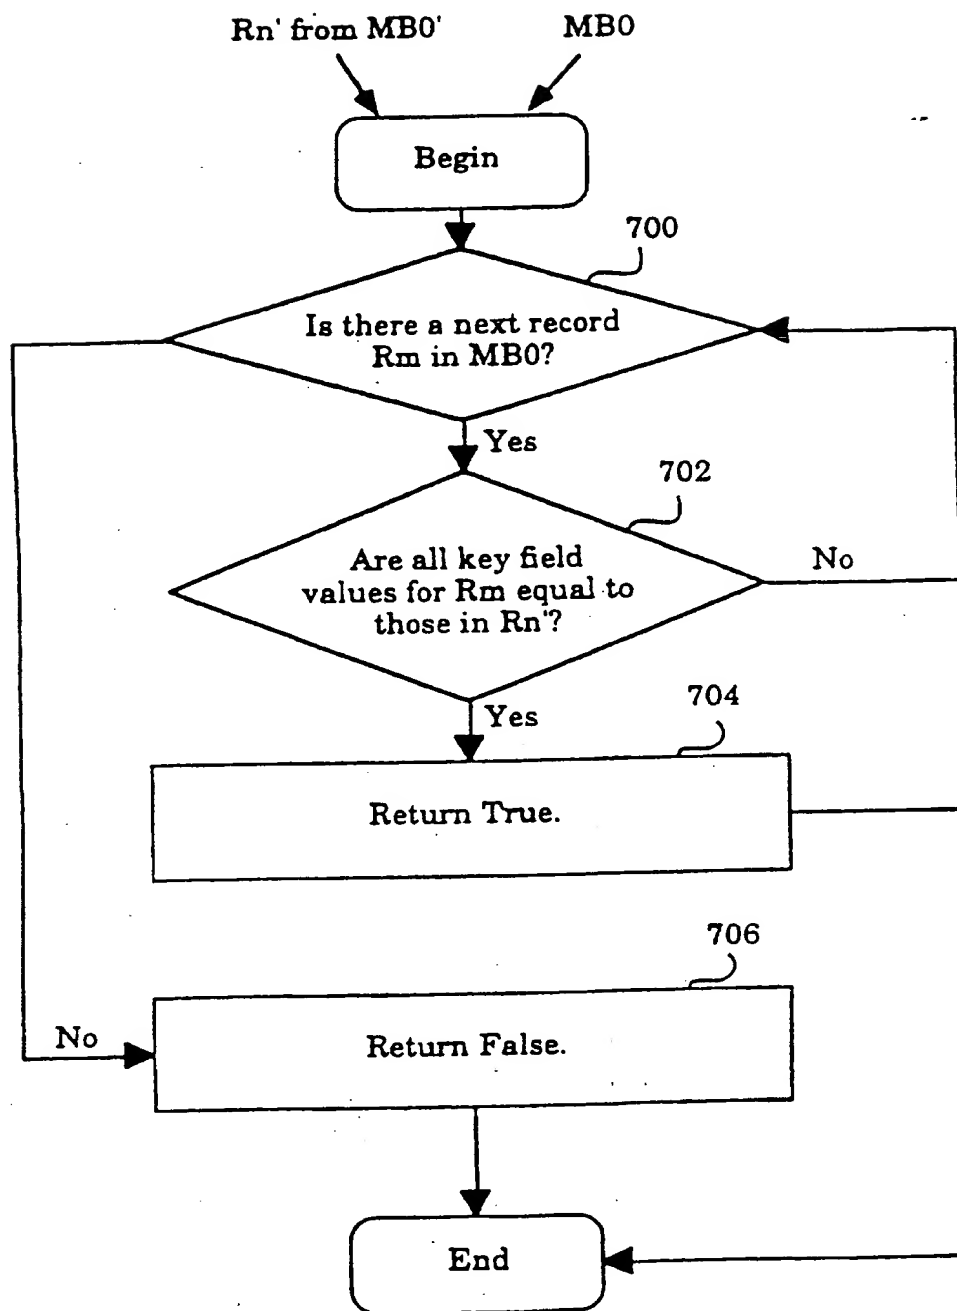 Rn' from MB0'
MB0
Begin
700
Is there a next record
Rm in MB0?
Yes
702
Are all key field
values for Rm equal to
those in Rn'?
No
Yes
704
Return True.
706
No
Return False.
End